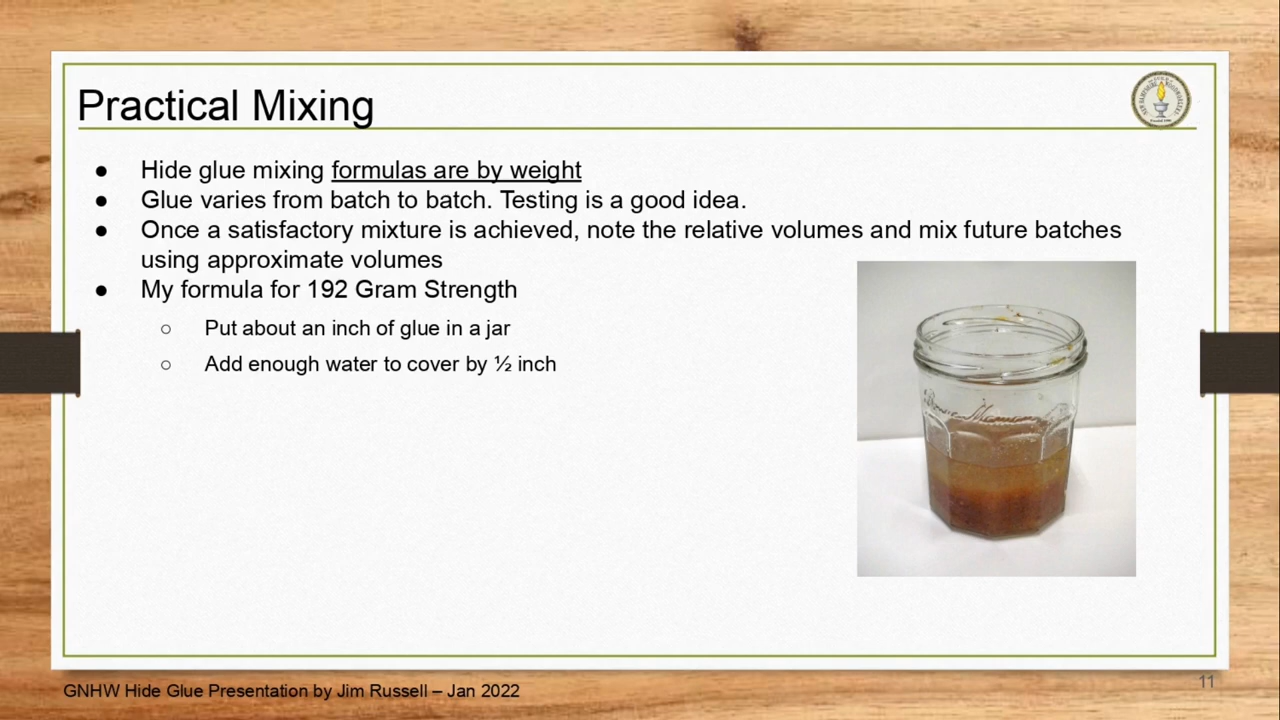 Practical Mixing
● Hide glue mixing formulas are by weight
● Glue varies from batch to batch. Testing is a good idea.
● Once a satisfactory mixture is achieved, note the relative volumes and mix future batches
using approximate volumes
● My formula for 192 Gram Strength
○ Put about an inch of glue in a jar
○ Add enough water to cover by ½ inch
GNHW Hide Glue Presentation by Jim Russell – Jan 2022
11